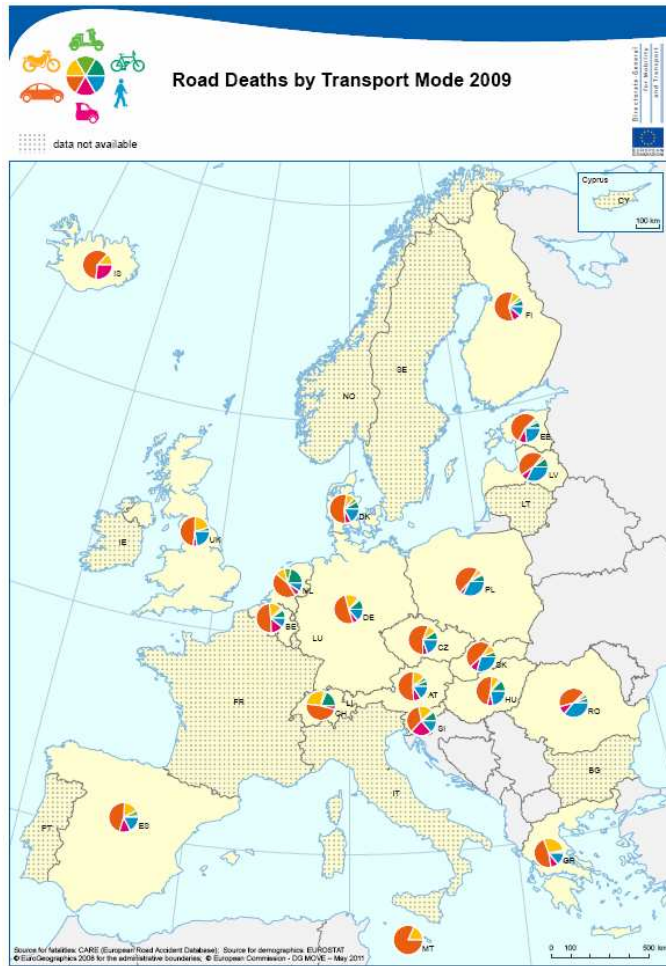 Road Deaths by Transport Mode 2009
Directorate-General
for Mobility
and Transport
EUROPEAN
COMMISSION
data not available
Cyprus
CY
100 km
IS
FI
NO
SE
EE
LV
LT
DK
IE
UK
NL
PL
BE
DE
LU
CZ
SK
FR
AT
HU
LI
CH
RO
SI
BG
IT
PT
ES
GR
MT
Source for fatalities: CARE (European Road Accident Database); Source for demographics: EUROSTAT
© EuroGeographics 2008 for the administrative boundaries; © European Commission - DG MOVE – May 2011
0 100 500 km